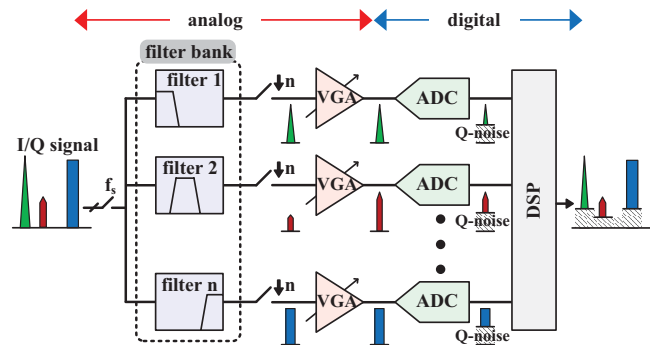 analog digital
filter bank
filter 1 n VGA ADC
Q-noise
I/Q signal
fs
filter 2 n VGA ADC
Q-noise
DSP
filter n n VGA ADC
Q-noise